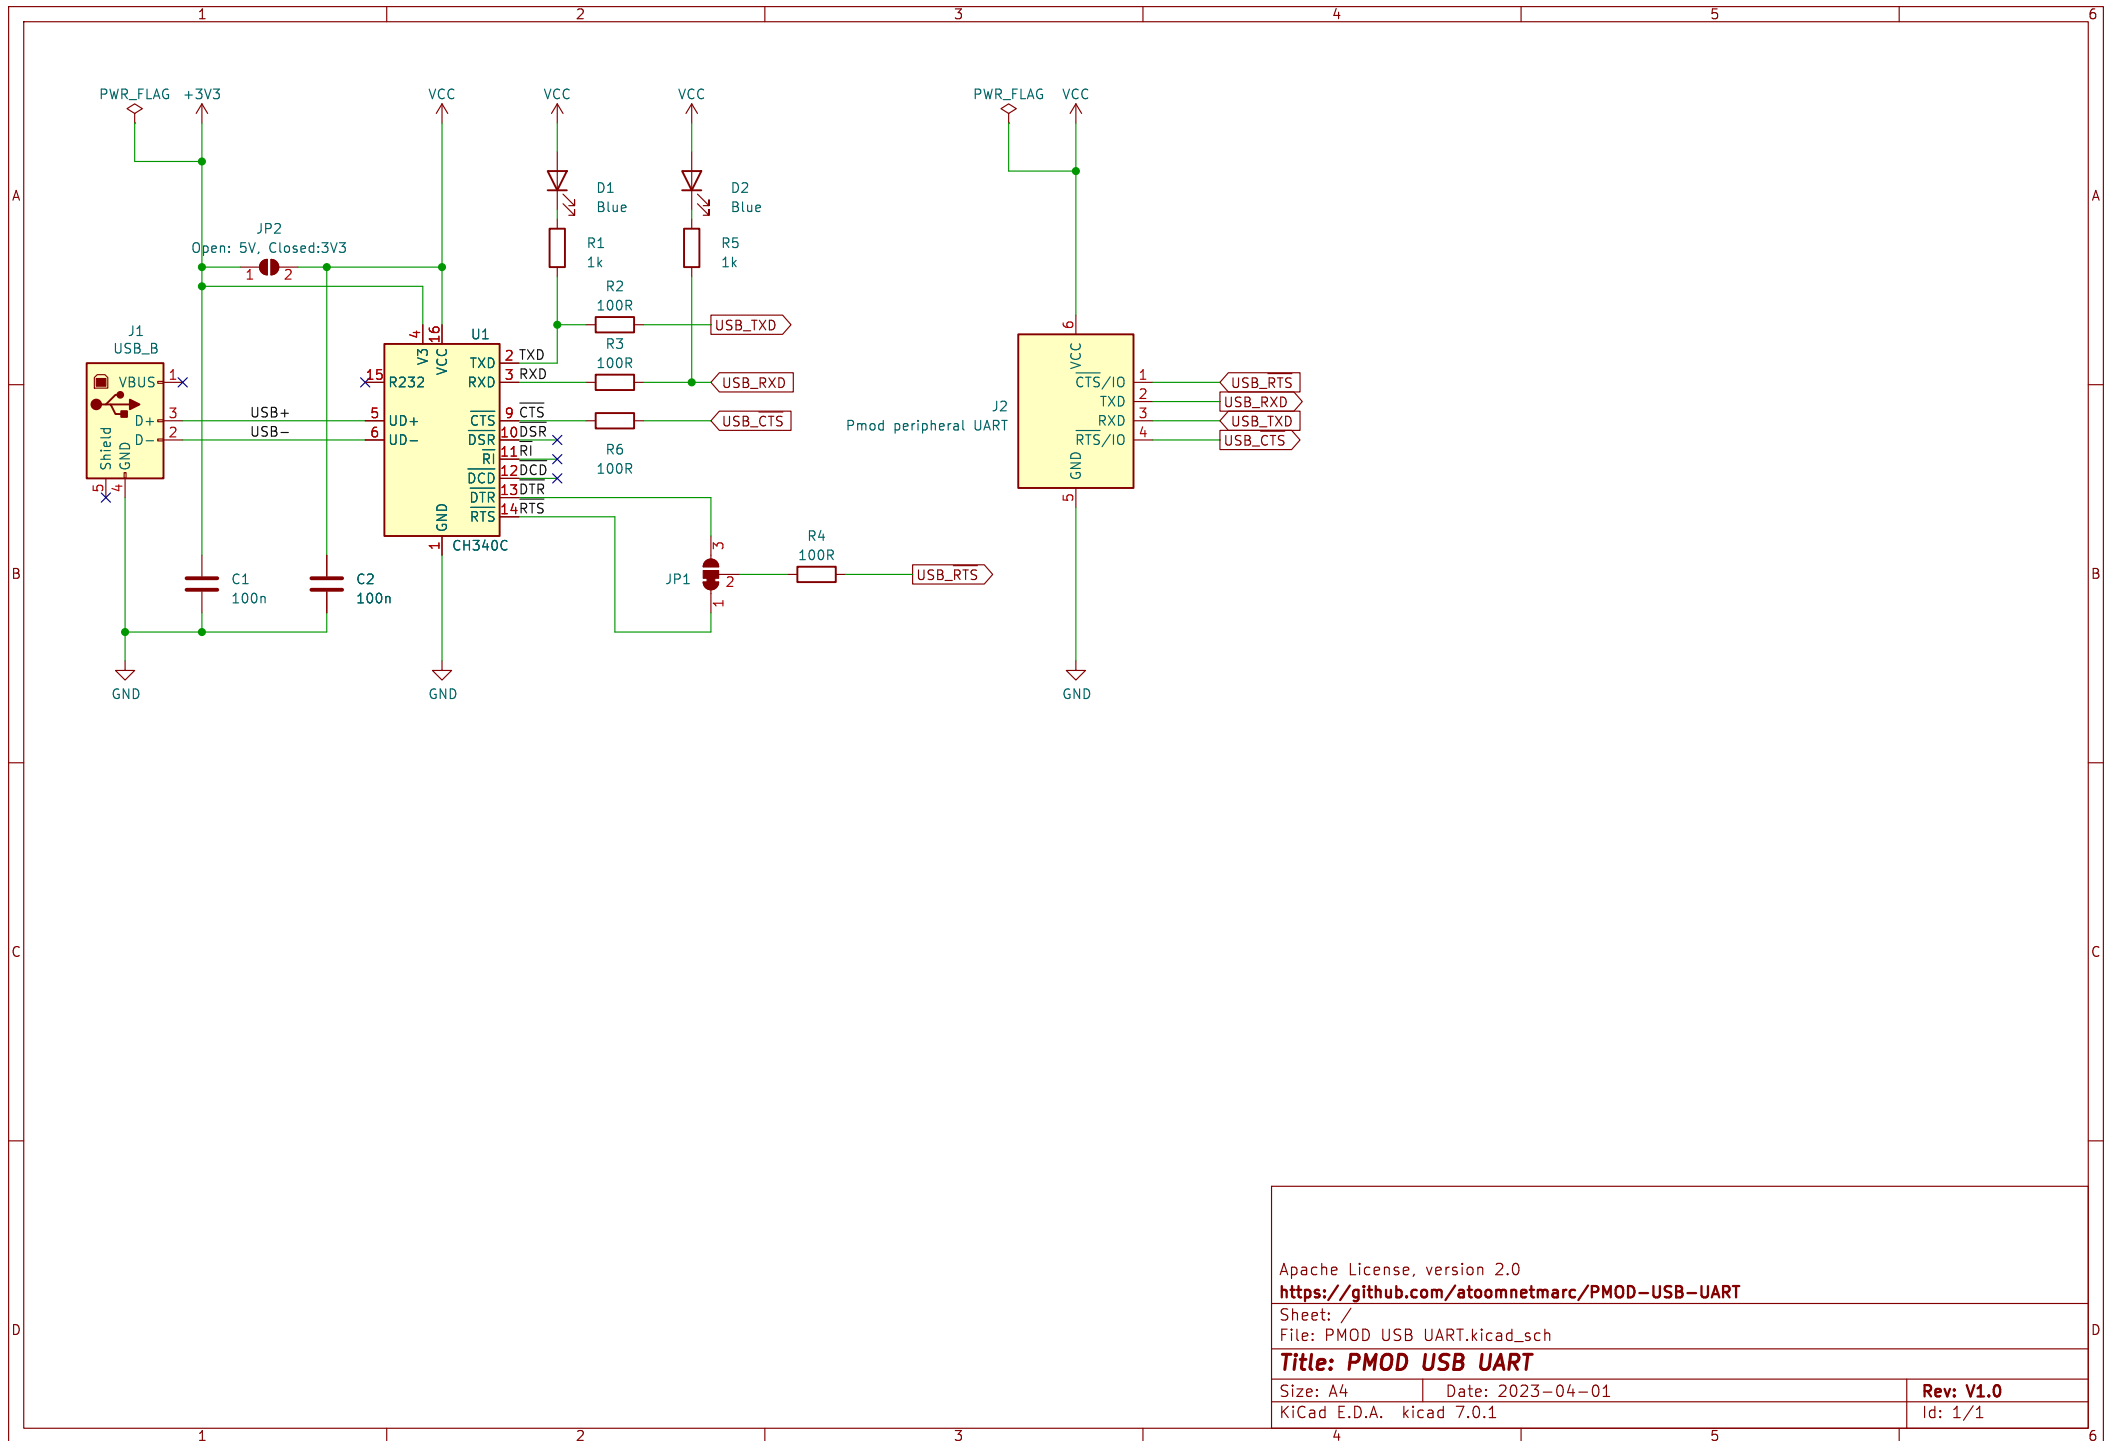 1 2 3 4 5 6
PWR_FLAG +3V3 VCC VCC VCC PWR_FLAG VCC
A A
D1
Blue
D2
Blue
JP2
Open: 5V, Closed:3V3
1 2
R1
1k
R5
1k
R2
100R
USB_TXD
R3
100R
USB_RXD
USB_CTS
R6
100R
J1
USB_B
VBUS 1
D+ 3
D- 2
Shield
GND
5 4
USB+
USB-
U1
4 16
V3
VCC
15 R232
5 UD+
6 UD-
TXD 2 TXD
RXD 3 RXD
CTS 9 CTS
DSR 10 DSR
RI 11 RI
DCD 12 DCD
DTR 13 DTR
RTS 14 RTS
GND
1
CH340C
J2
Pmod peripheral UART
6
VCC
CTS/IO 1 USB_RTS
TXD 2 USB_RXD
RXD 3 USB_TXD
RTS/IO 4 USB_CTS
GND
5
B B
C1
100n
C2
100n
JP1
3
2
1
R4
100R
USB_RTS
GND GND GND
C C
D D
Apache License, version 2.0
https://github.com/atoomnetmarc/PMOD-USB-UART
Sheet: /
File: PMOD USB UART.kicad_sch
Title: PMOD USB UART
Size: A4 Date: 2023-04-01 Rev: V1.0
KiCad E.D.A. kicad 7.0.1 Id: 1/1
1 2 3 4 5 6